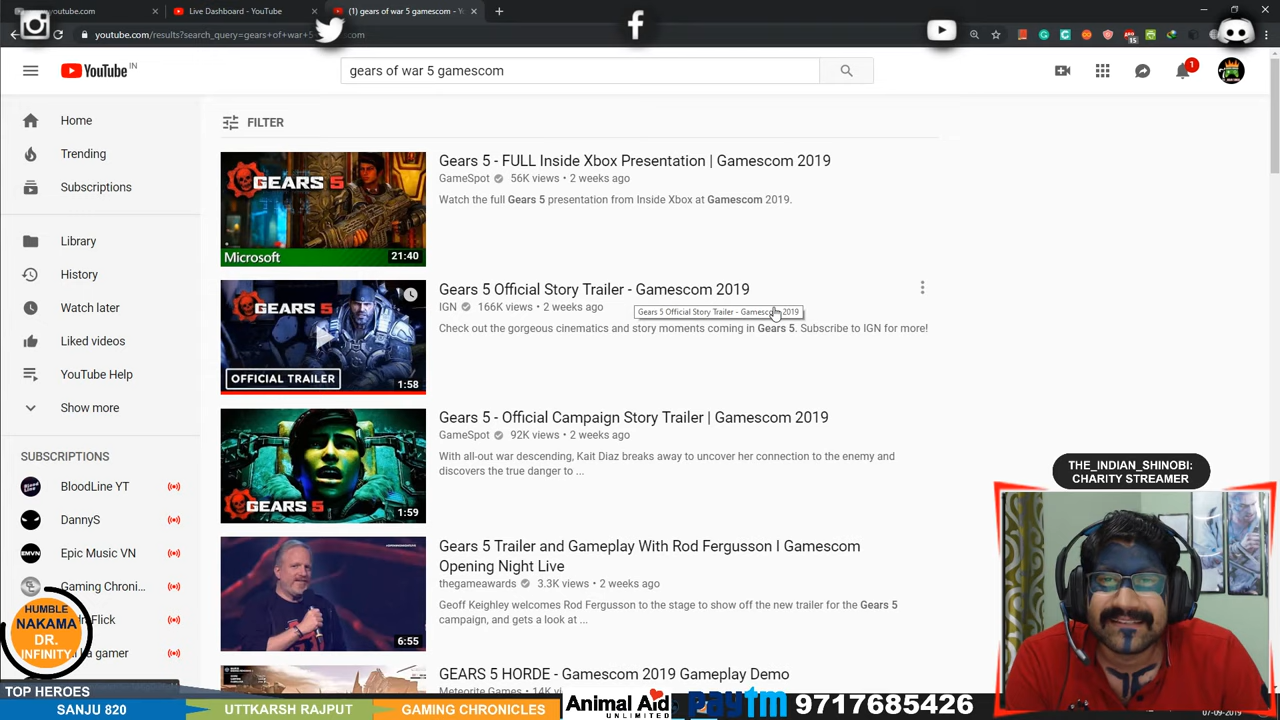 youtube.com
Live Dashboard - YouTube
gears of war 5 gamescom - Yo
youtube.com/results?search_query=gears+of+war+5
YouTube IN
gears of war 5 gamescom
1
Home
Trending
Subscriptions
Library
History
Watch later
Liked videos
YouTube Help
Show more
SUBSCRIPTIONS
BloodLine YT
DannyS
Epic Music VN
Gaming Chroni...
Flick
gamer
FILTER
GEARS 5
Microsoft
21:40
Gears 5 - FULL Inside Xbox Presentation | Gamescom 2019
GameSpot 56K views • 2 weeks ago
Watch the full Gears 5 presentation from Inside Xbox at Gamescom 2019.
GEARS 5
OFFICIAL TRAILER
1:58
Gears 5 Official Story Trailer - Gamescom 2019
IGN 166K views • 2 weeks ago
Gears 5 Official Story Trailer - Gamescom 2019
Check out the gorgeous cinematics and story moments coming in Gears 5. Subscribe to IGN for more!
GEARS 5
1:59
Gears 5 - Official Campaign Story Trailer | Gamescom 2019
GameSpot 92K views • 2 weeks ago
With all-out war descending, Kait Diaz breaks away to uncover her connection to the enemy and
discovers the true danger to ...
6:55
Gears 5 Trailer and Gameplay With Rod Fergusson I Gamescom
Opening Night Live
thegameawards 3.3K views • 2 weeks ago
Geoff Keighley welcomes Rod Fergusson to the stage to show off the new trailer for the Gears 5
campaign, and gets a look at ...
GEARS 5 HORDE - Gamescom 2019 Gameplay Demo
Meteorite Games • 14K vi
THE_INDIAN_SHINOBI:
CHARITY STREAMER
HUMBLE
NAKAMA
DR.
INFINITY.
TOP HEROES
SANJU 820
UTTKARSH RAJPUT
GAMING CHRONICLES
Animal Aid
UNLIMITED
paytm 9717685426
07-09-2019